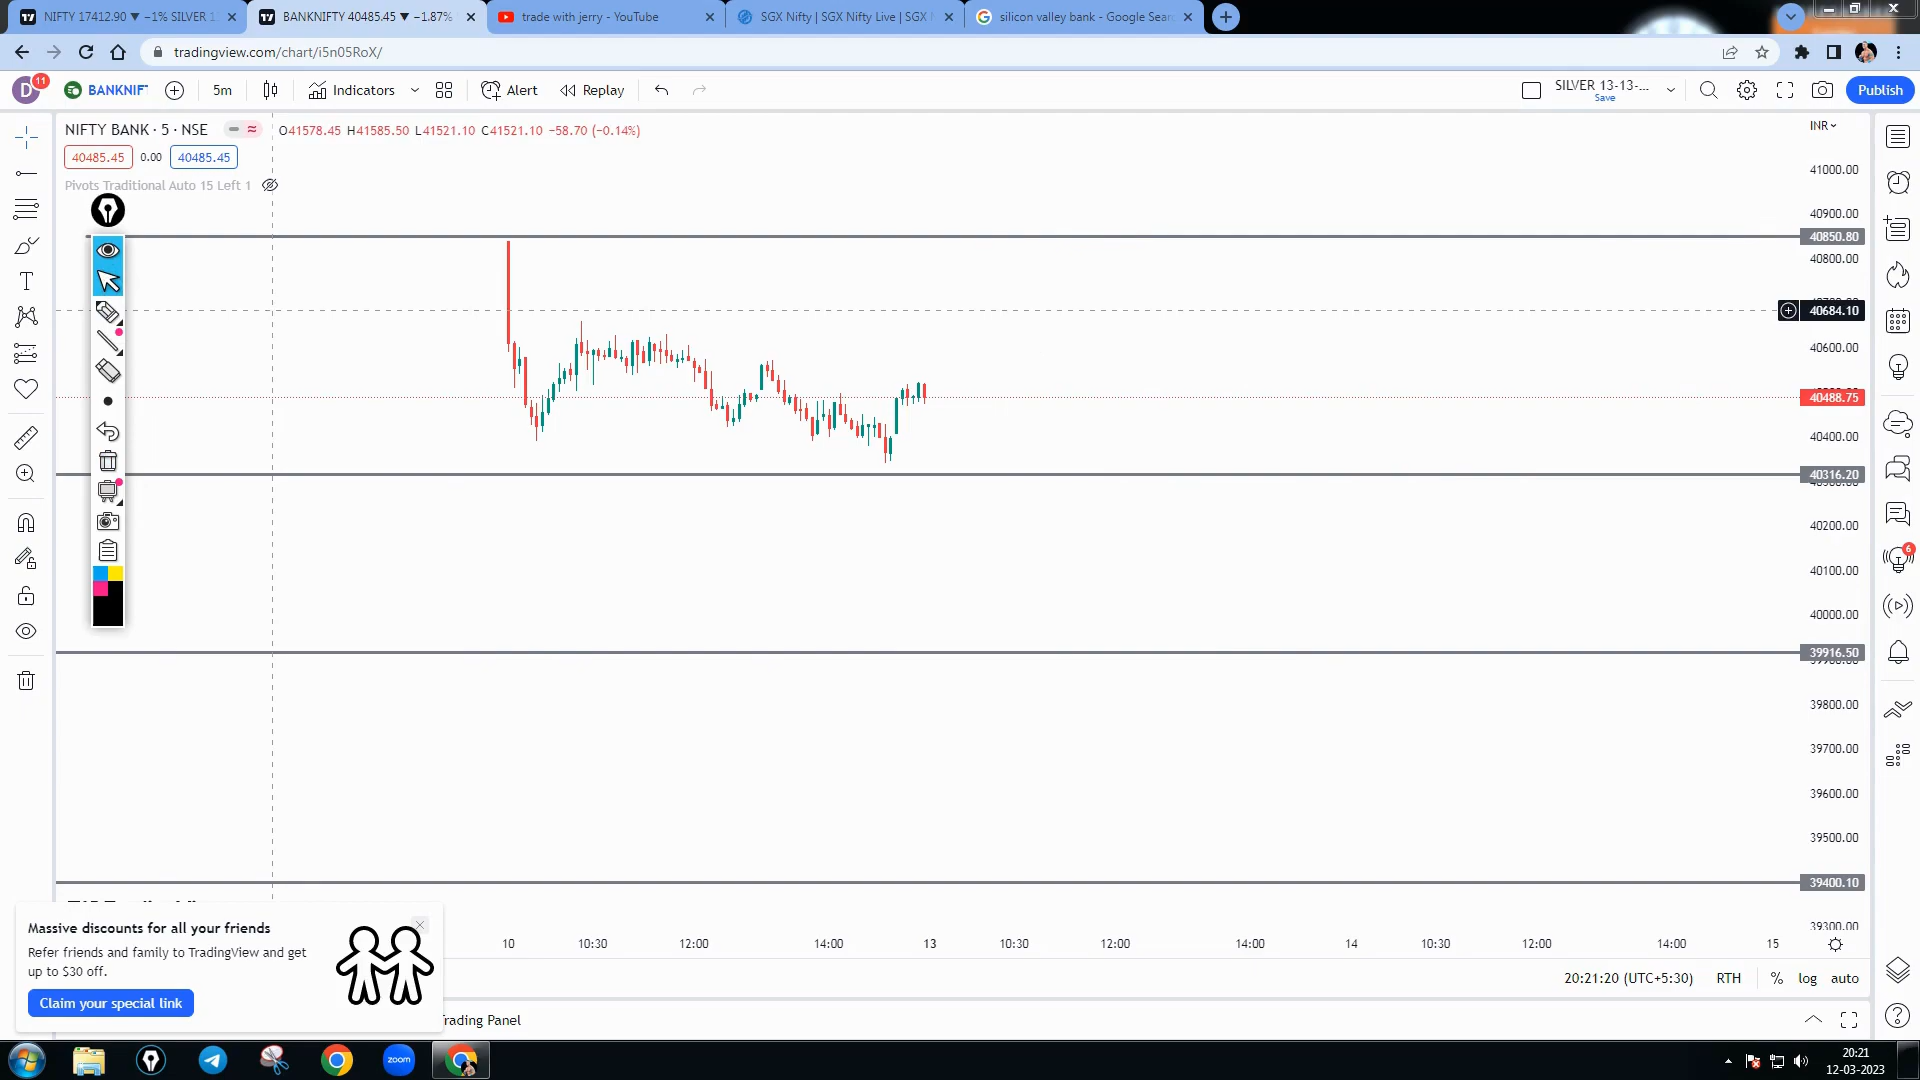 NIFTY 17412.90 ▼ −1% SILVER 1
BANKNIFTY 40485.45 ▼ −1.87%
trade with jerry - YouTube
SGX Nifty | SGX Nifty Live | SGX
silicon valley bank - Google Sear
tradingview.com/chart/i5n05RoX/
D
11
BANKNIF
5m
Indicators
Alert
Replay
SILVER 13-13-...
Save
Publish
NIFTY BANK · 5 · NSE
O41578.45 H41585.50 L41521.10 C41521.10 −58.70 (−0.14%)
INR
40485.45
0.00
40485.45
Pivots Traditional Auto 15 Left 1
41000.00
40900.00
40850.80
40800.00
40684.10
40600.00
40488.75
40400.00
40316.20
40200.00
40100.00
40000.00
39916.50
39800.00
39700.00
39600.00
39500.00
39400.10
39300.00
6
10
10:30
12:00
14:00
13
10:30
12:00
14:00
14
10:30
12:00
14:00
15
Massive discounts for all your friends
Refer friends and family to TradingView and get
up to $30 off.
Claim your special link
20:21:20 (UTC+5:30)
RTH
%
log
auto
Trading Panel
zoom
20:21
12-03-2023